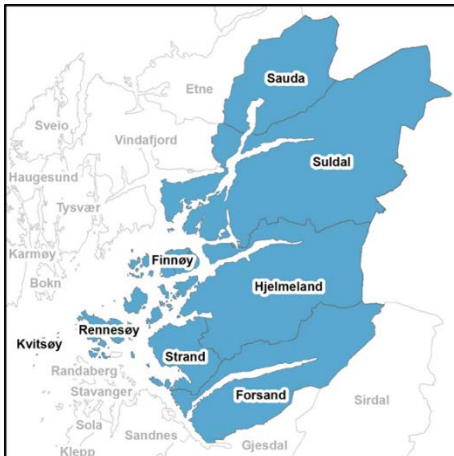 Sauda
Etne
Sveio
Vindafjord
Suldal
Haugesund
Tysvær
Karmøy
Finnøy
Bokn
Hjelmeland
Rennesøy
Kvitsøy
Strand
Randaberg
Forsand
Stavanger
Sirdal
Sola
Sandnes
Gjesdal
Klepp